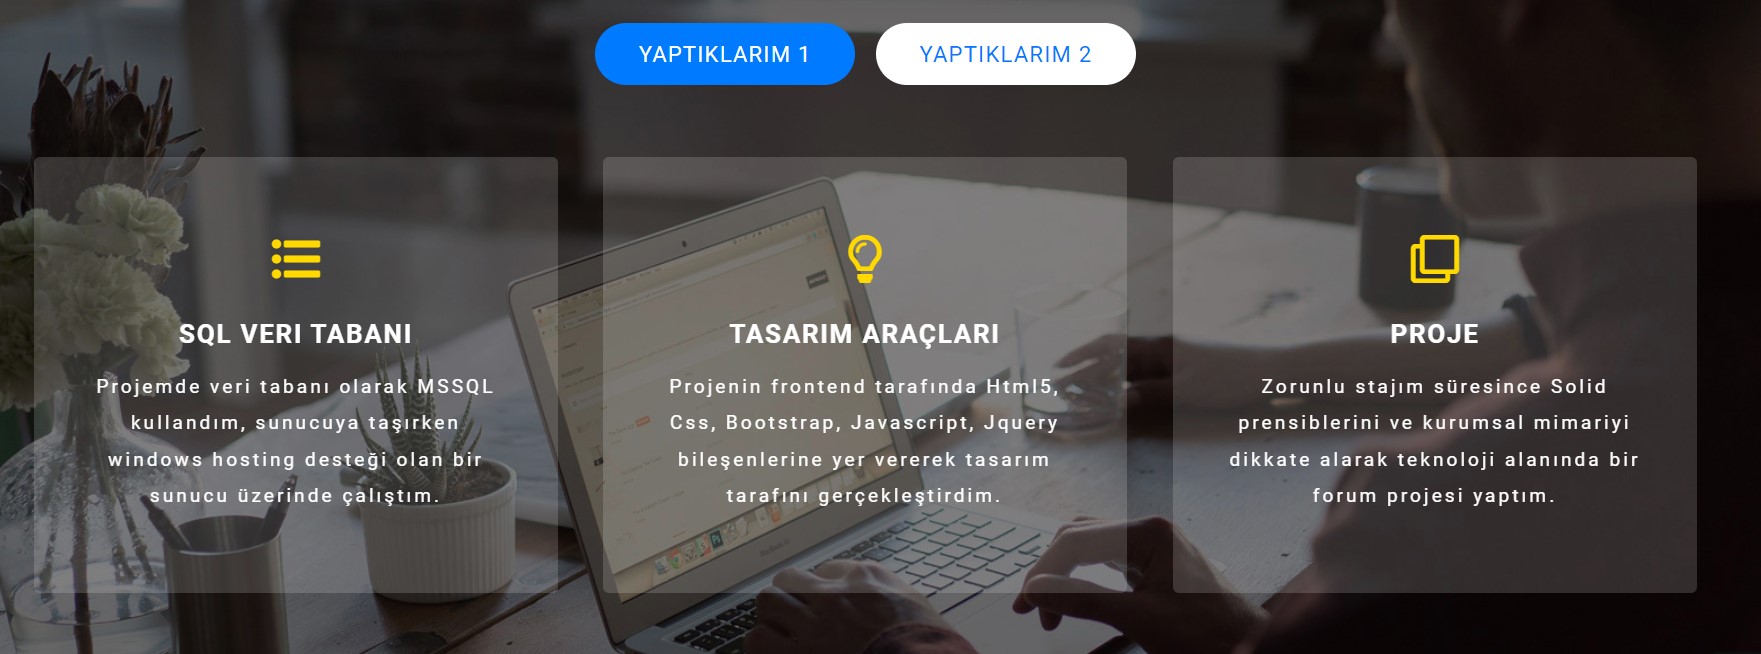 YAPTIKLARIM 1
YAPTIKLARIM 2
SQL VERI TABANI
Projemde veri tabanı olarak MSSQL
kullandım, sunucuya taşırken
windows hosting desteği olan bir
sunucu üzerinde çalıştım.
TASARIM ARAÇLARI
Projenin frontend tarafında Html5,
Css, Bootstrap, Javascript, Jquery
bileşenlerine yer vererek tasarım
tarafını gerçekleştirdim.
PROJE
Zorunlu stajım süresince Solid
prensiblerini ve kurumsal mimariyi
dikkate alarak teknoloji alanında bir
forum projesi yaptım.